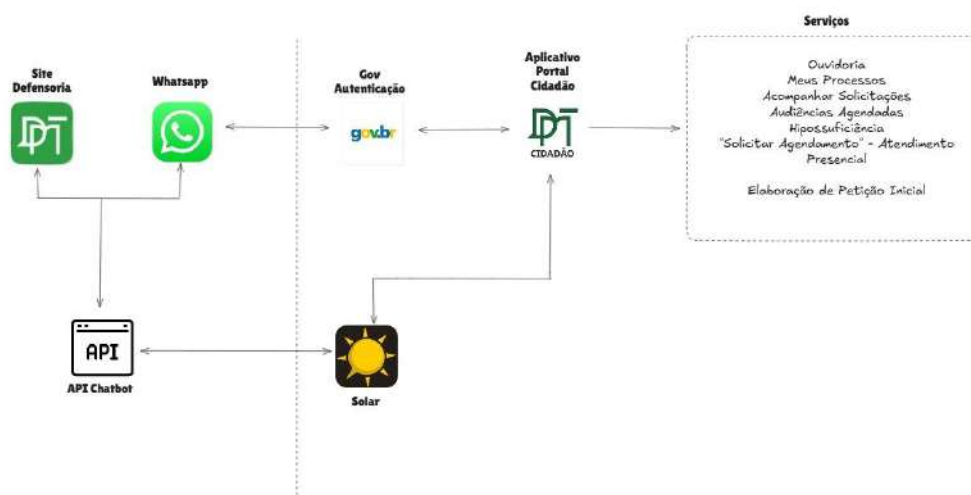 Serviços
Ouvidoria
Meus Processos
Acompanhar Solicitações
Audiências Agendadas
Hipossuficiência
"Solicitar Agendamento" - Atendimento
Presencial
Elaboração de Petição Inicial
Site
Defensoria
Whatsapp
Gov
Autenticação
gov.br
Aplicativo
Portal
Cidadão
CIDADÃO
API
API Chatbot
Solar